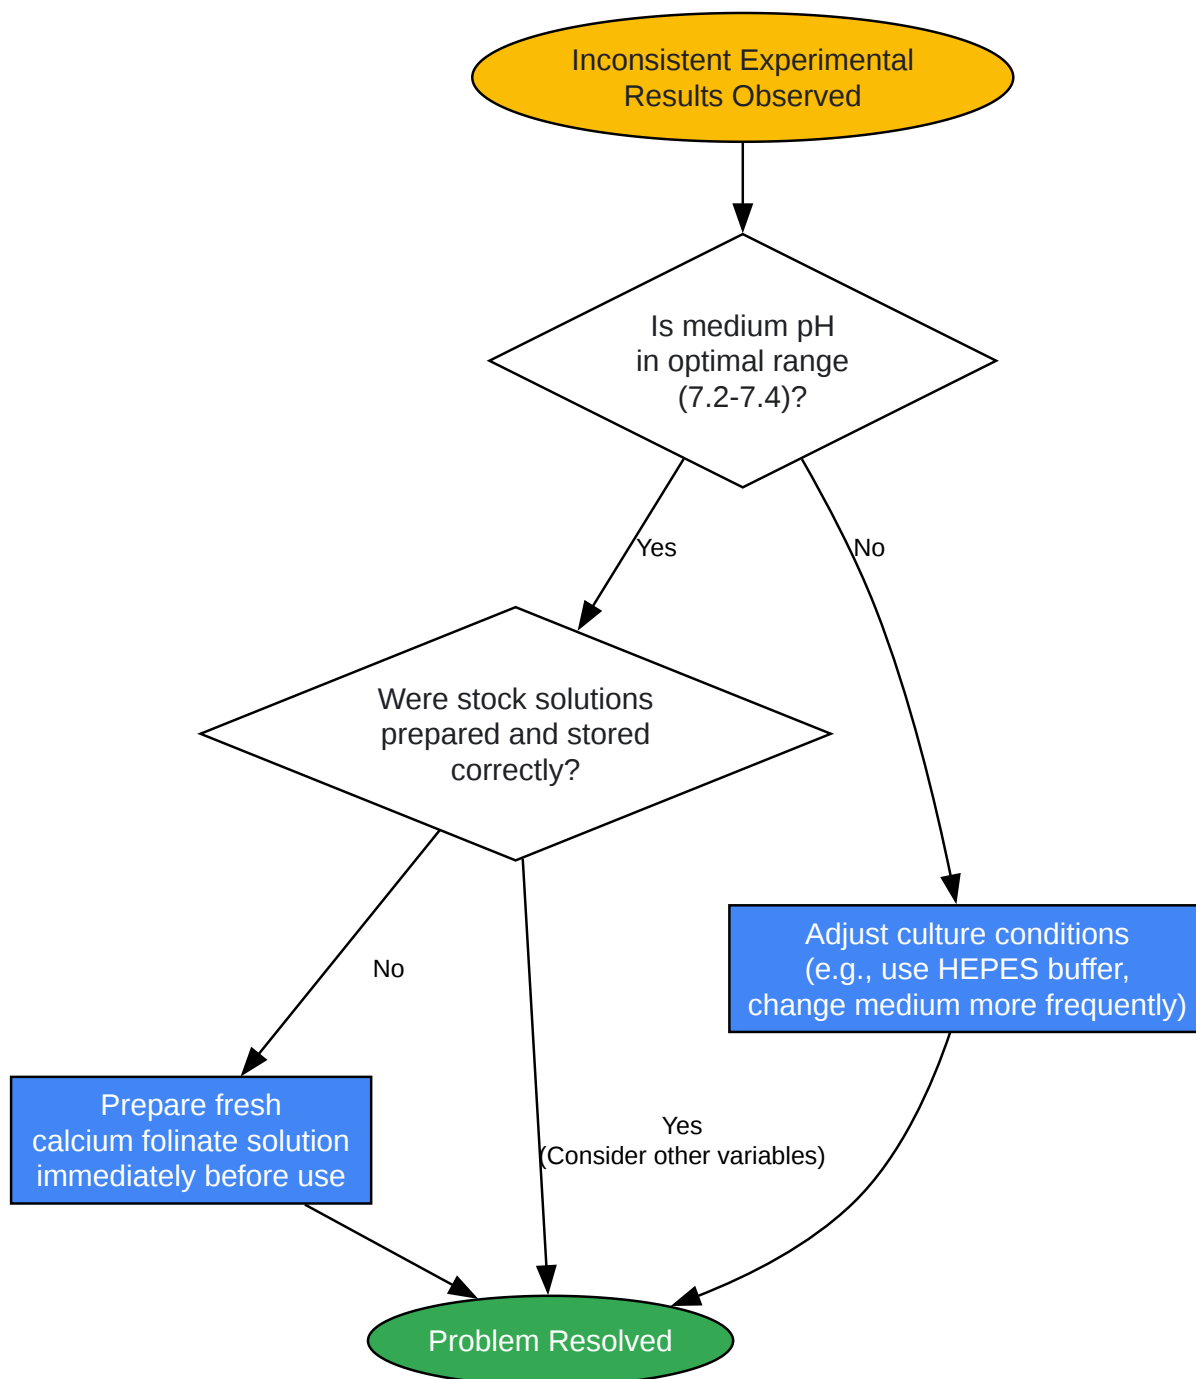 Inconsistent Experimental
Results Observed
Is medium pH
in optimal range
(7.2-7.4)?
Yes
No
Were stock solutions
prepared and stored
correctly?
Adjust culture conditions
(e.g., use HEPES buffer,
change medium more frequently)
No
Prepare fresh
calcium folinate solution
immediately before use
Yes
(Consider other variables)
Problem Resolved